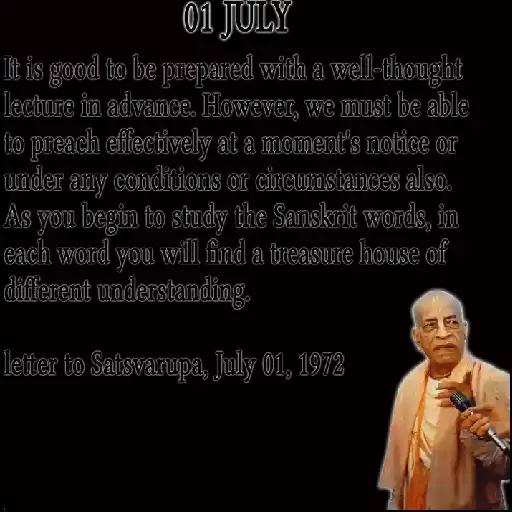 01 JULY
It is good to be prepared with a well-thought
lecture in advance. However, we must be able
to preach effectively at a moment's notice or
under any conditions or circumstances also.
As you begin to study the Sanskrit words, in
each word you will find a treasure house of
different understanding.
letter to Satsvarupa, July 01, 1972